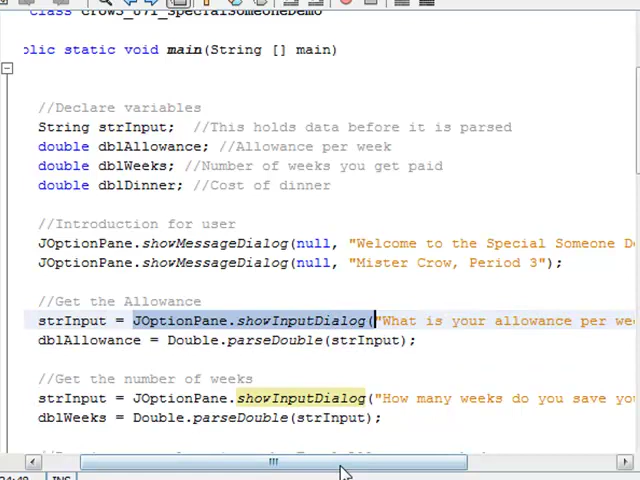 class Crow3_071_SpecialSomeoneDemo
olic static void main(String [] main)
//Declare variables
String strInput;  //This holds data before it is parsed
double dblAllowance; //Allowance per week
double dblWeeks; //Number of weeks you get paid
double dblDinner; //Cost of dinner
//Introduction for user
JOptionPane.showMessageDialog(null, "Welcome to the Special Someone De
JOptionPane.showMessageDialog(null, "Mister Crow, Period 3");
//Get the Allowance
strInput = JOptionPane.showInputDialog("What is your allowance per wee
dblAllowance = Double.parseDouble(strInput);
//Get the number of weeks
strInput = JOptionPane.showInputDialog("How many weeks do you save you
dblWeeks = Double.parseDouble(strInput);
INS